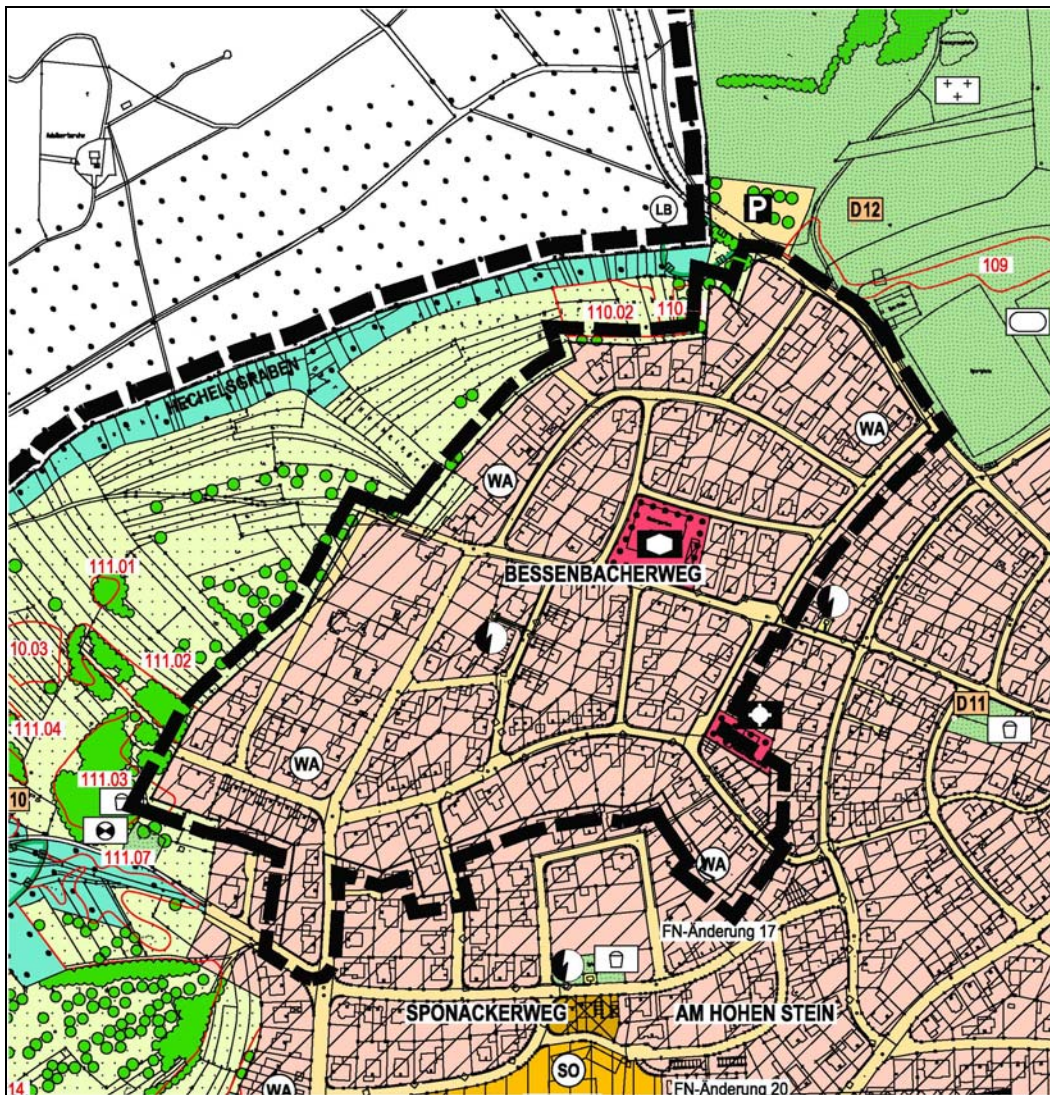 LB
P
D12
109
110.02
110
HECHELSGRABEN
WA
WA
BESSENBACHERWEG
111.01
10.03
111.02
D11
111.04
WA
111.03
10
111.07
WA
FN-Änderung 17
SPONACKERWEG
AM HOHEN STEIN
SO
14
WA
FN-Änderung 20